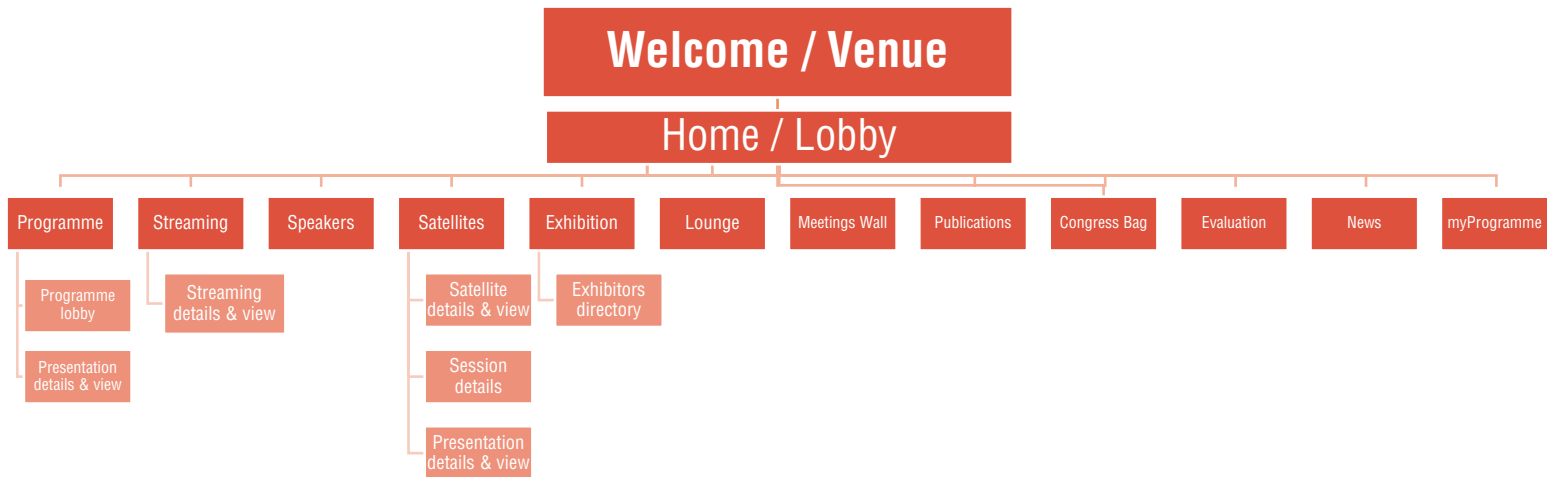 Welcome / Venue
Home / Lobby
Programme
Streaming
Speakers
Satellites
Exhibition
Lounge
Meetings Wall
Publications
Congress Bag
Evaluation
News
myProgramme
Programme
lobby
Presentation
details & view
Streaming
details & view
Satellite
details & view
Session
details
Presentation
details & view
Exhibitors
directory